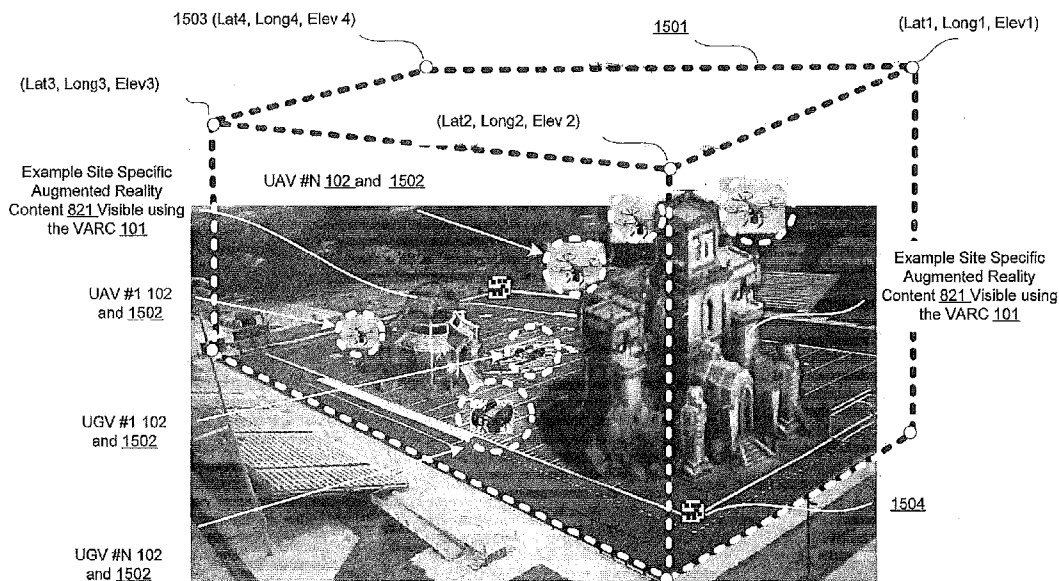 1503 (Lat4, Long4, Elev 4)
1501
(Lat1, Long1, Elev1)
(Lat3, Long3, Elev3)
(Lat2, Long2, Elev 2)
Example Site Specific
Augmented Reality
Content 821 Visible using
the VARC 101
UAV #N 102 and 1502
Example Site Specific
Augmented Reality
Content 821 Visible using
the VARC 101
UAV #1 102
and 1502
UGV #1 102
and 1502
1504
UGV #N 102
and 1502